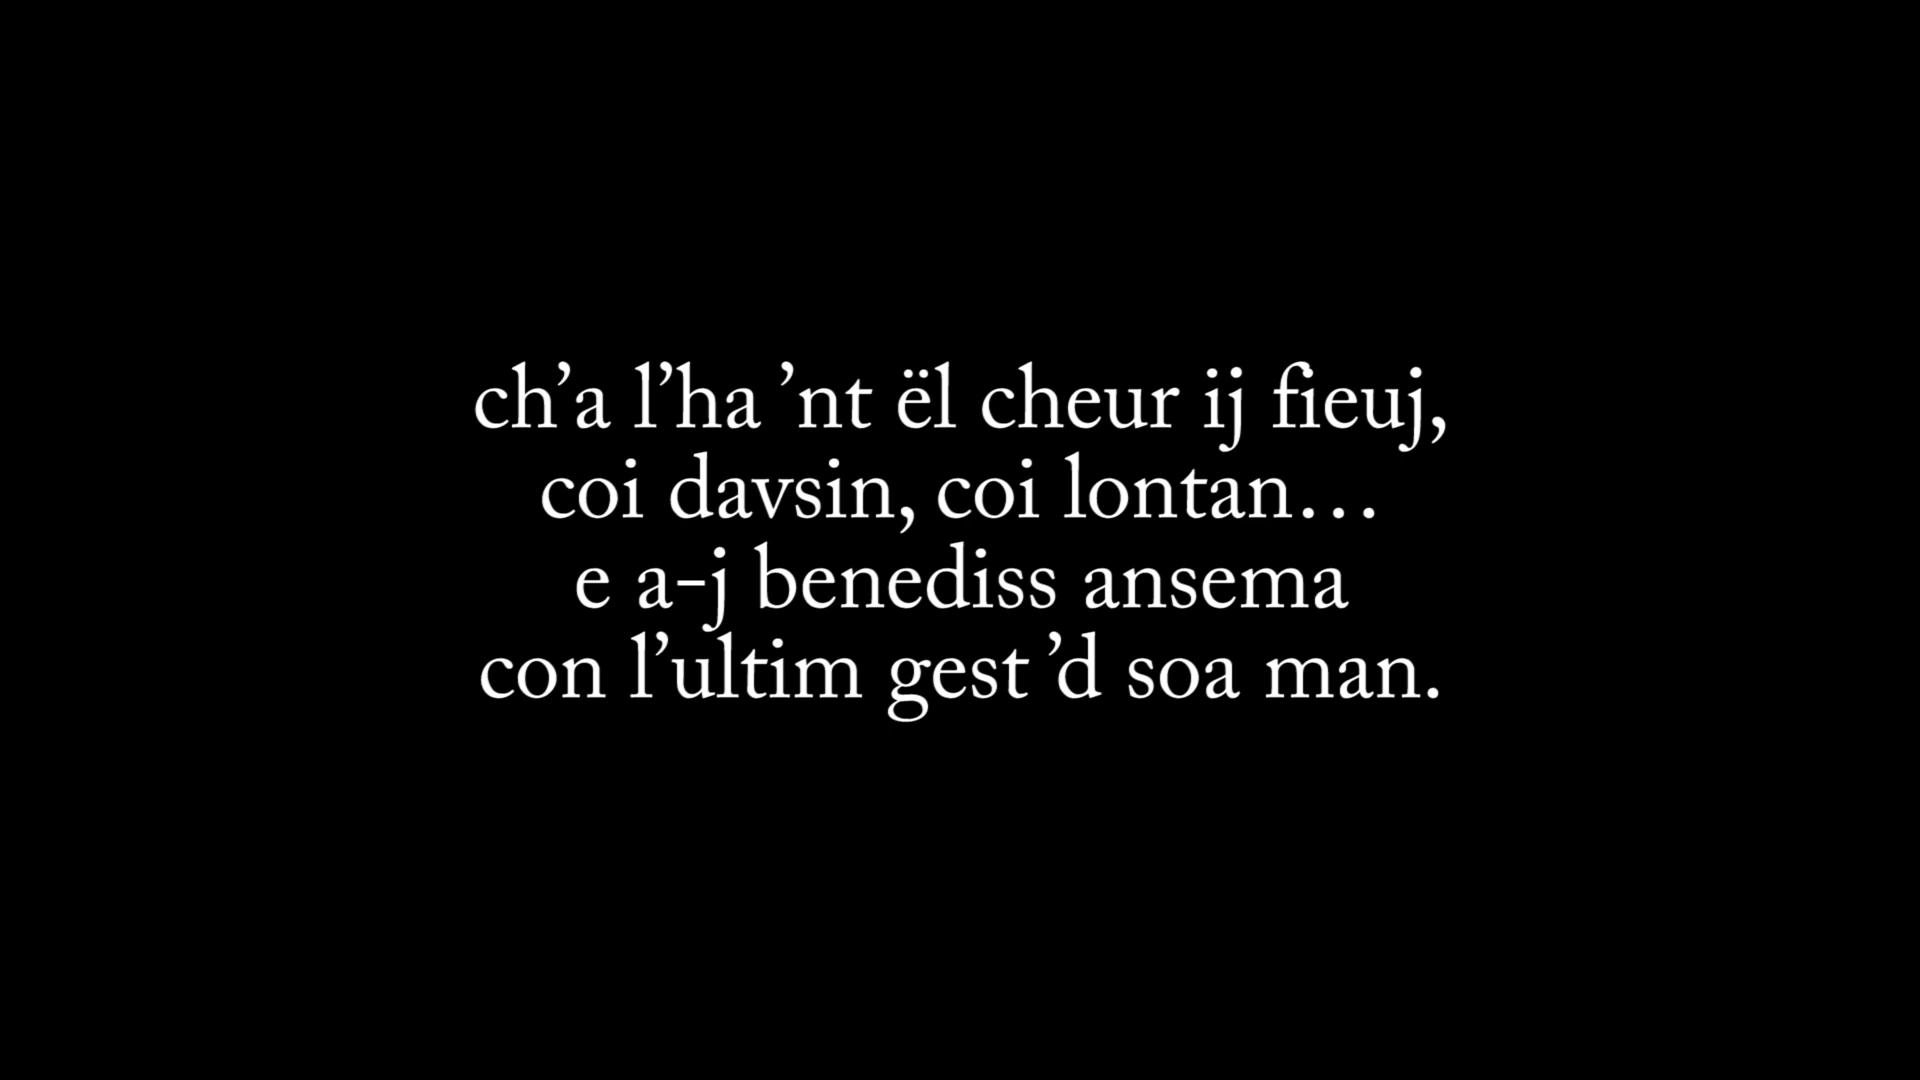 ch’a l’ha ’nt ël cheur ij fieuj,
coi davsin, coi lontan…
e a-j benediss ansema
con l’ultim gest ’d soa man.